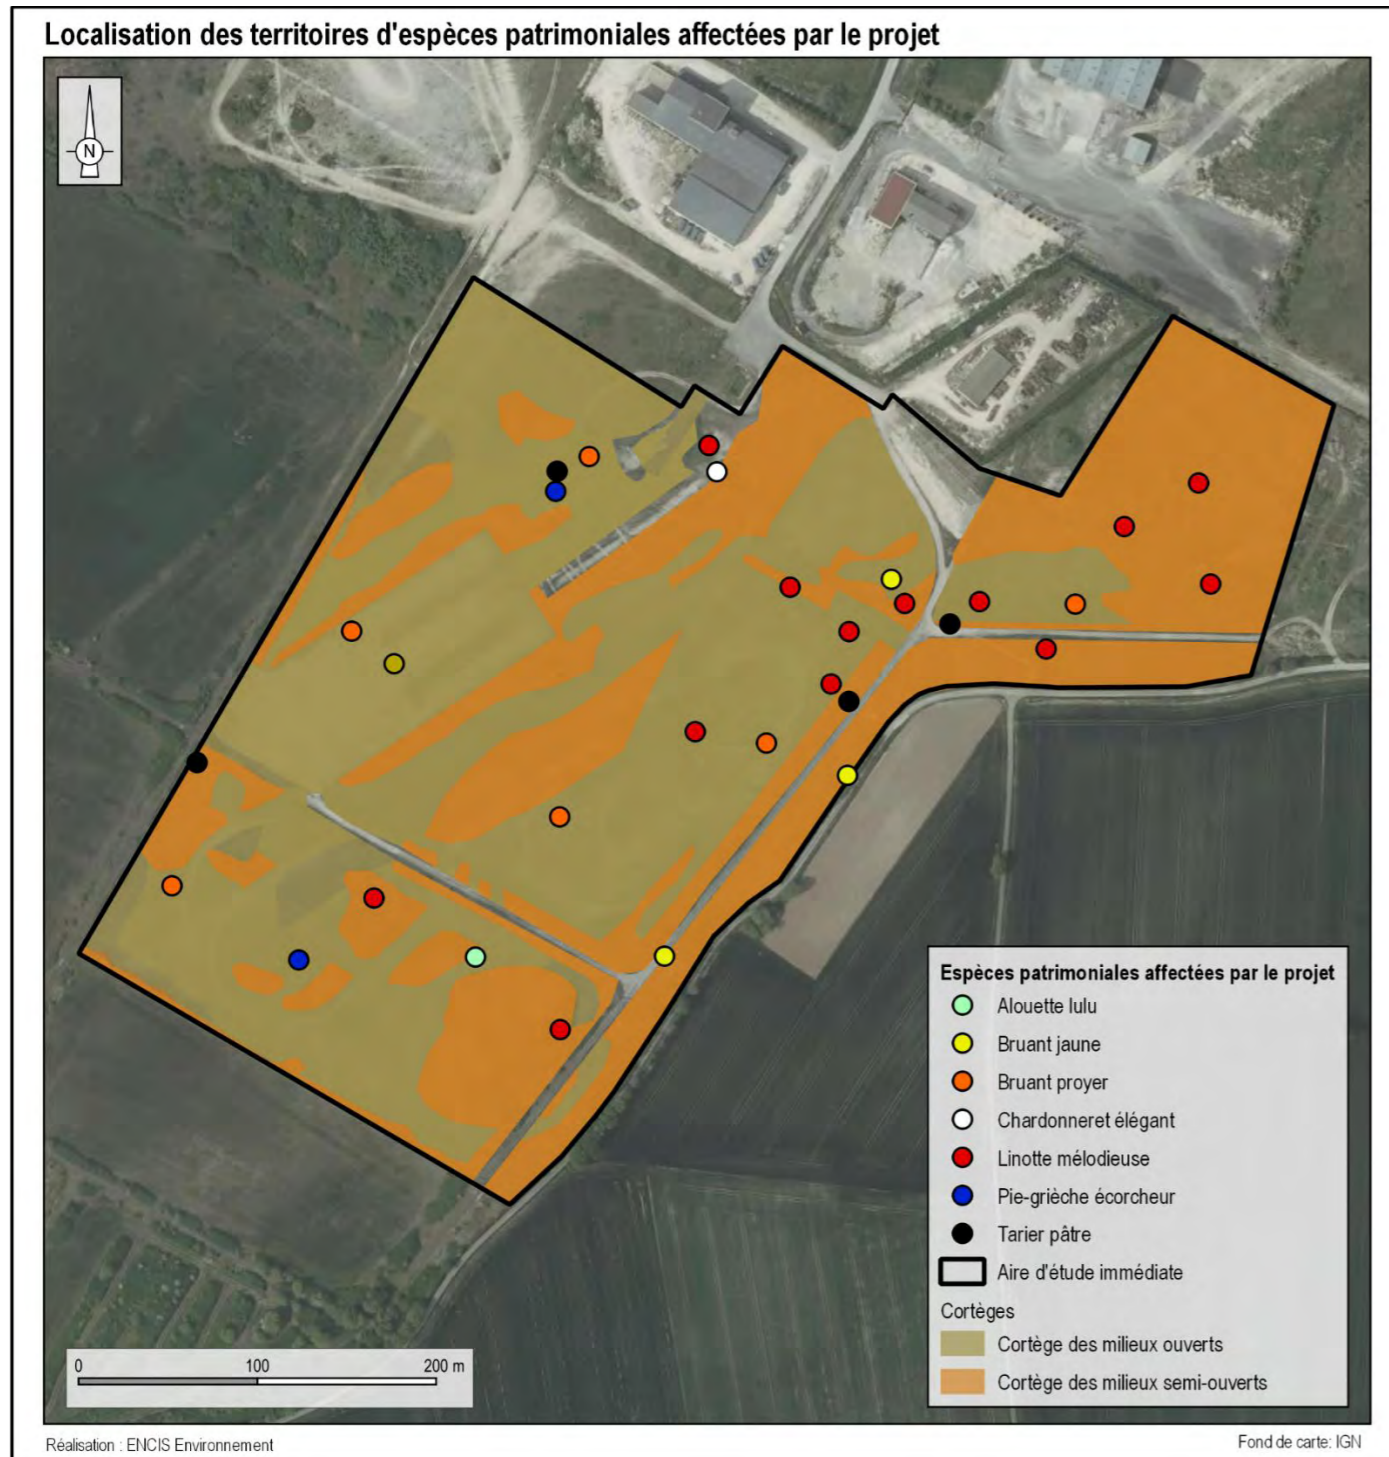 Localisation des territoires d'espèces patrimoniales affectées par le projet
N
Espèces patrimoniales affectées par le projet
Alouette lulu
Bruant jaune
Bruant proyer
Chardonneret élégant
Linotte mélodieuse
Pie-grièche écorcheur
Tarier pâtre
Aire d'étude immédiate
Cortèges
Cortège des milieux ouverts
Cortège des milieux semi-ouverts
0 100 200 m
Réalisation : ENCIS Environnement
Fond de carte: IGN